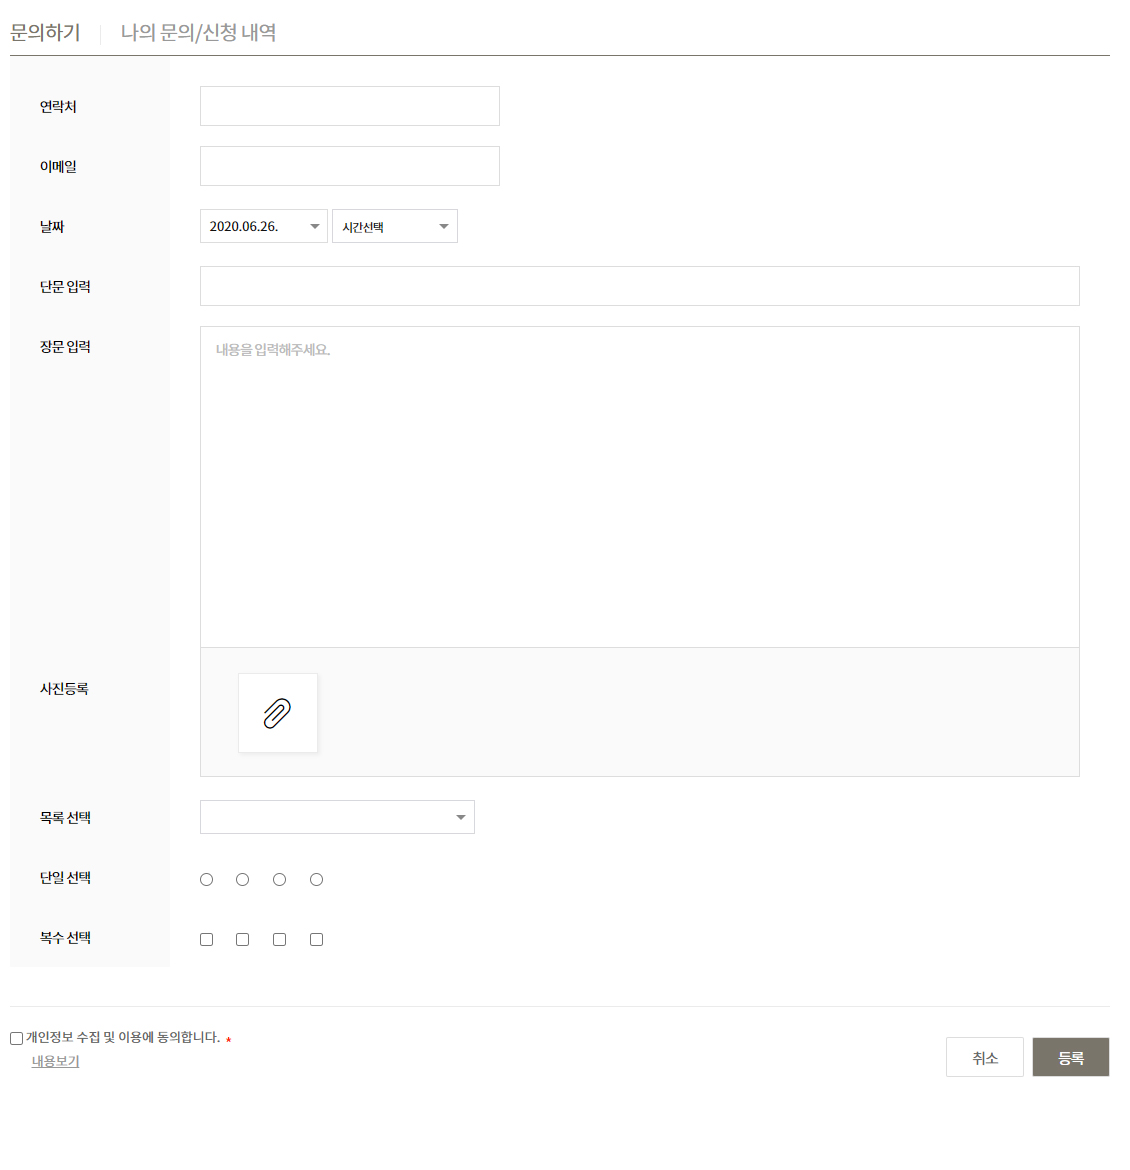 문의하기 나의 문의/신청 내역
연락처
이메일
날짜 2020.06.26. 시간선택
단문 입력
장문 입력 내용을 입력해주세요.
사진등록
목록 선택
단일 선택
복수 선택
개인정보 수집 및 이용에 동의합니다. *
내용보기
취소 등록